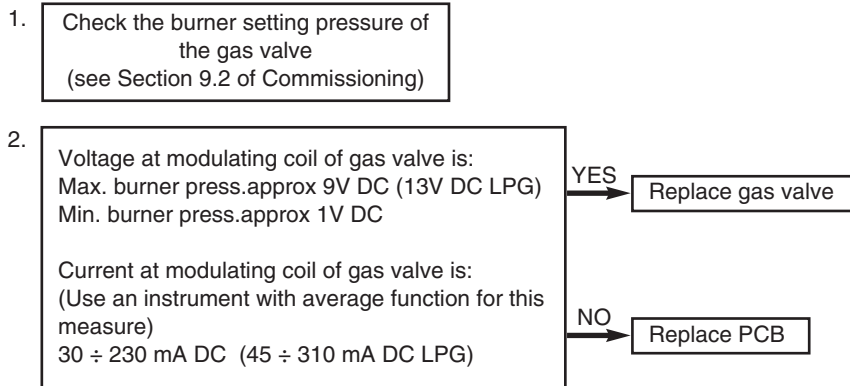 1.
Check the burner setting pressure of
the gas valve
(see Section 9.2 of Commissioning)
2.
Voltage at modulating coil of gas valve is:
Max. burner press.approx 9V DC (13V DC LPG)
Min. burner press.approx 1V DC
Current at modulating coil of gas valve is:
(Use an instrument with average function for this
measure)
30 ÷ 230 mA DC  (45 ÷ 310 mA DC LPG)
YES
Replace gas valve
NO
Replace PCB